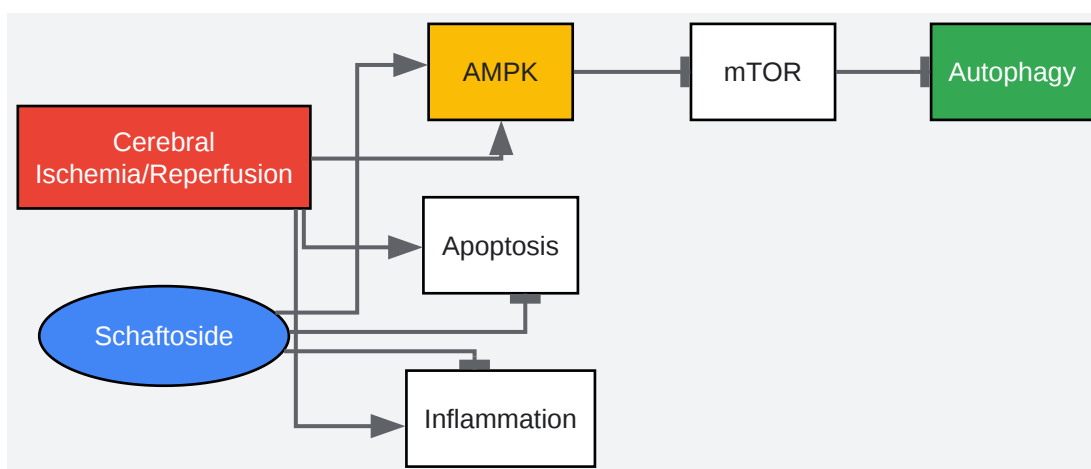 AMPK
mTOR
Autophagy
Cerebral
Ischemia/Reperfusion
Apoptosis
Schaftoside
Inflammation